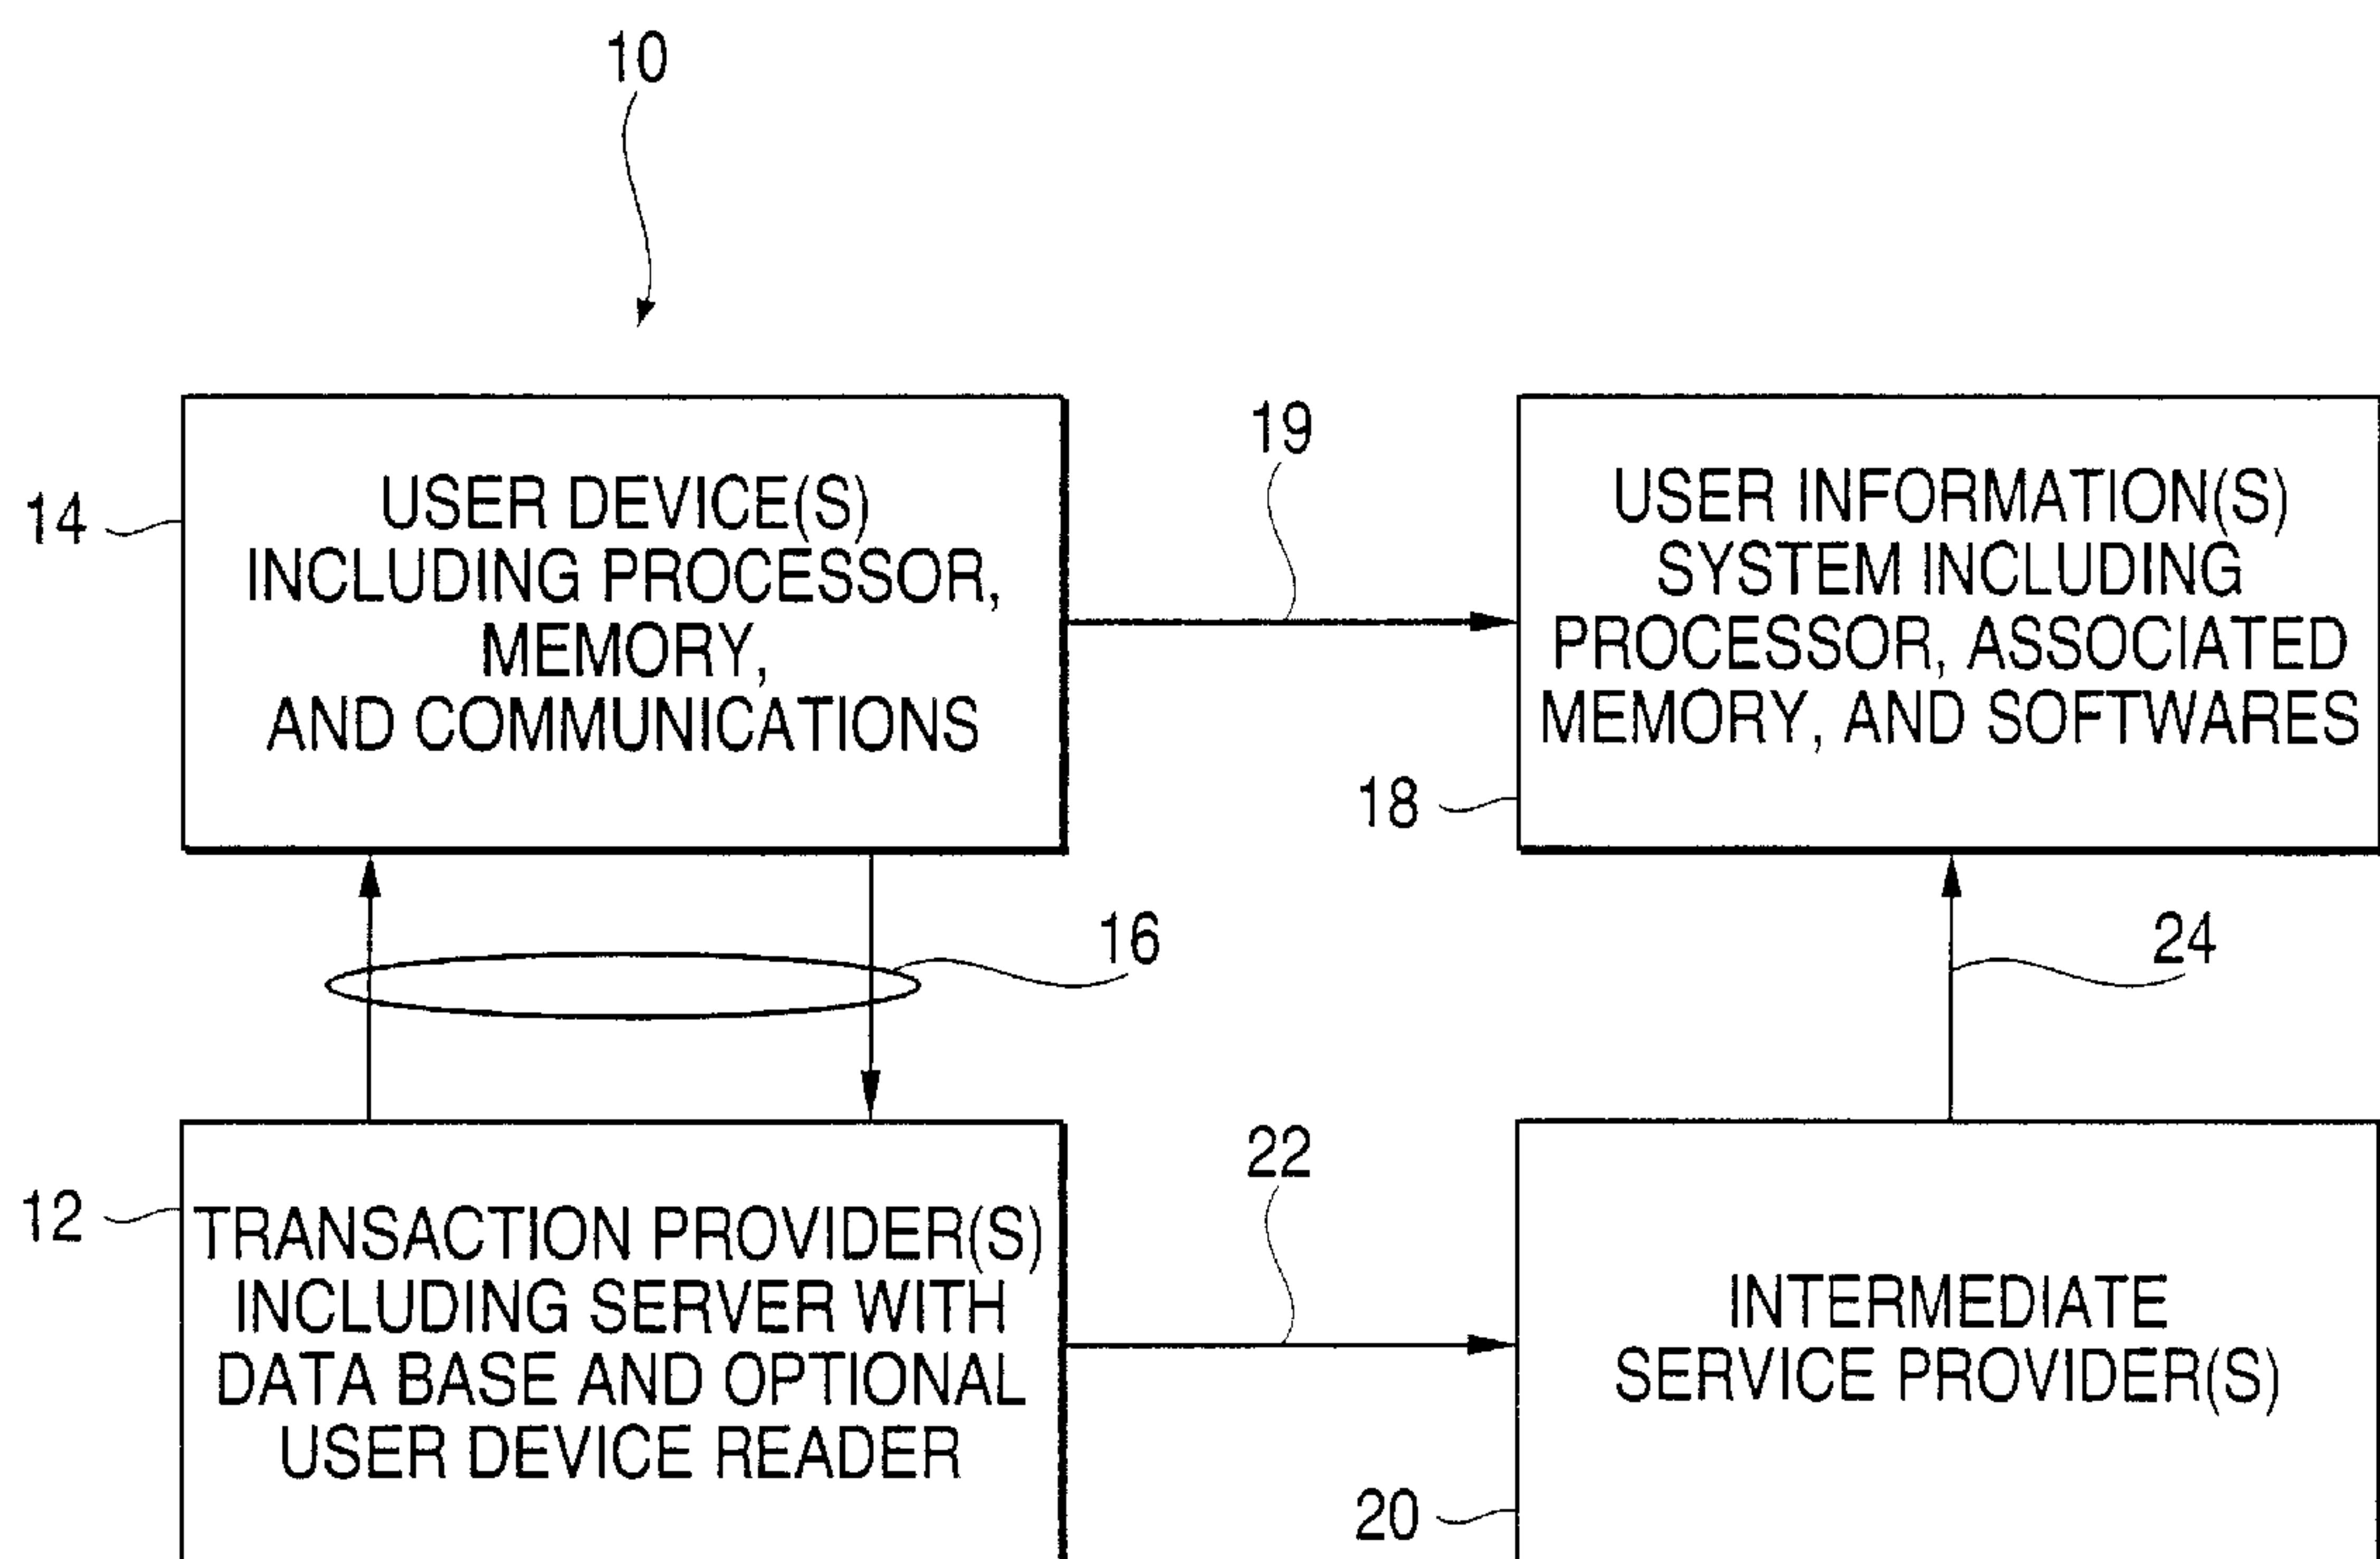 10
14
USER DEVICE(S)
INCLUDING PROCESSOR,
MEMORY,
AND COMMUNICATIONS
19
USER INFORMATION(S)
SYSTEM INCLUDING
PROCESSOR, ASSOCIATED
MEMORY, AND SOFTWARES
18
16
24
12
TRANSACTION PROVIDER(S)
INCLUDING SERVER WITH
DATA BASE AND OPTIONAL
USER DEVICE READER
22
INTERMEDIATE
SERVICE PROVIDER(S)
20